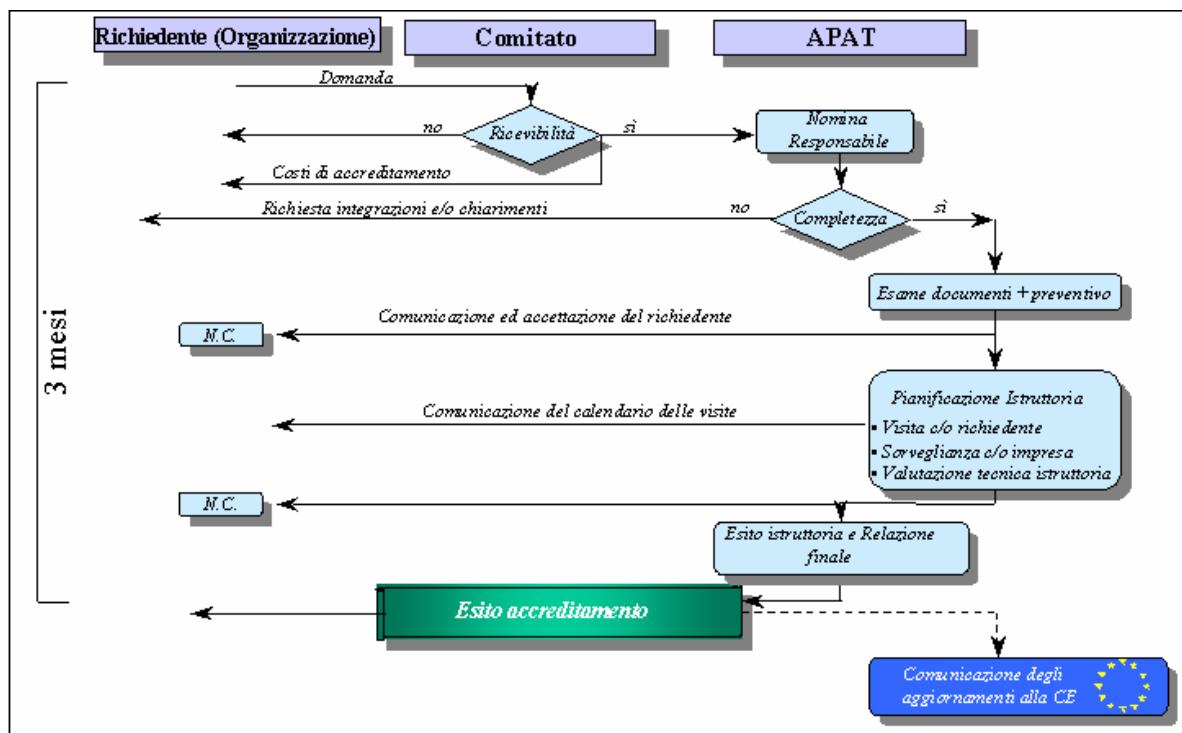 Richiedente (Organizzazione)
Comitato
APAT
Domanda
no
Ricevibilità
sì
Nomina
Responsabile
Costi di accreditamento
Richiesta integrazioni e/o chiarimenti
no
Completezza
sì
3 mesi
Esame documenti + preventivo
Comunicazione ed accettazione del richiedente
N.C.
Pianificazione Istruttoria
▪ Visita c/o richiedente
▪ Sorveglianza c/o impresa
▪ Valutazione tecnica istruttoria
Comunicazione del calendario delle visite
N.C.
Esito istruttoria e Relazione
finale
Esito accreditamento
Comunicazione degli
aggiornamenti alla CE